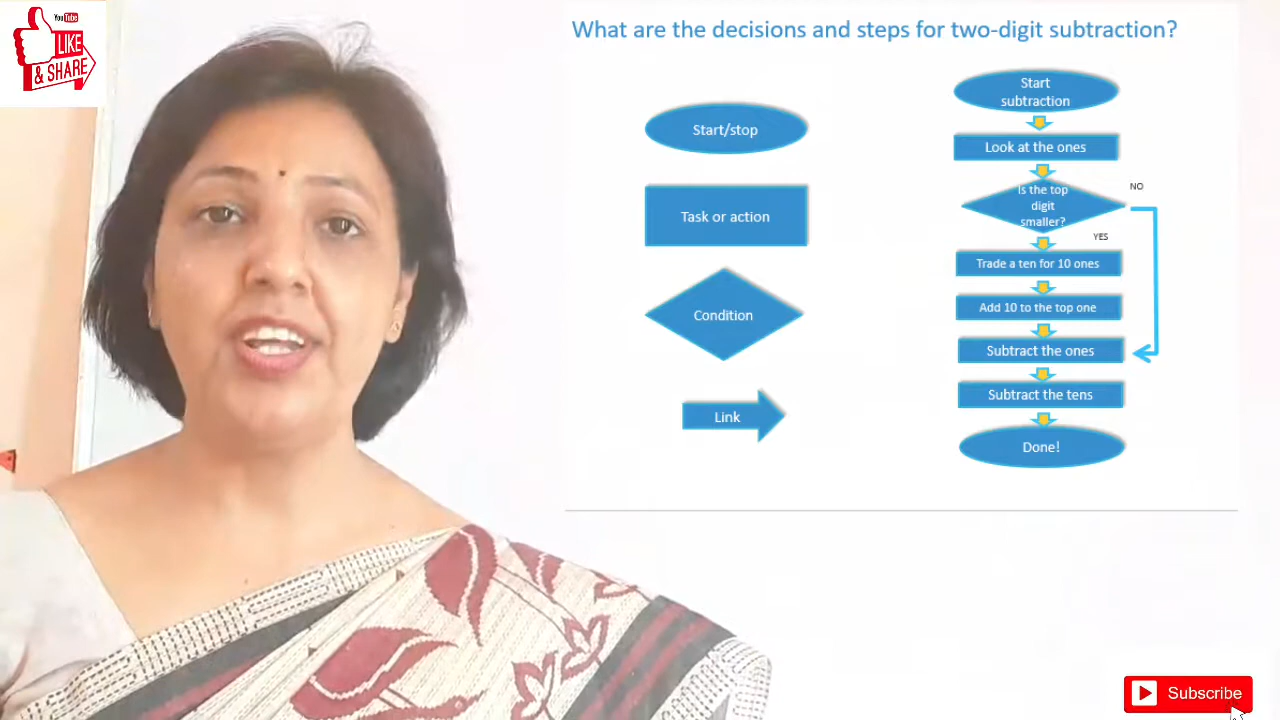 YouTube
LIKE
& SHARE
What are the decisions and steps for two-digit subtraction?
Start/stop
Task or action
Condition
Link
Start
subtraction
Look at the ones
Is the top
digit
smaller?
NO
YES
Trade a ten for 10 ones
Add 10 to the top one
Subtract the ones
Subtract the tens
Done!
Subscribe